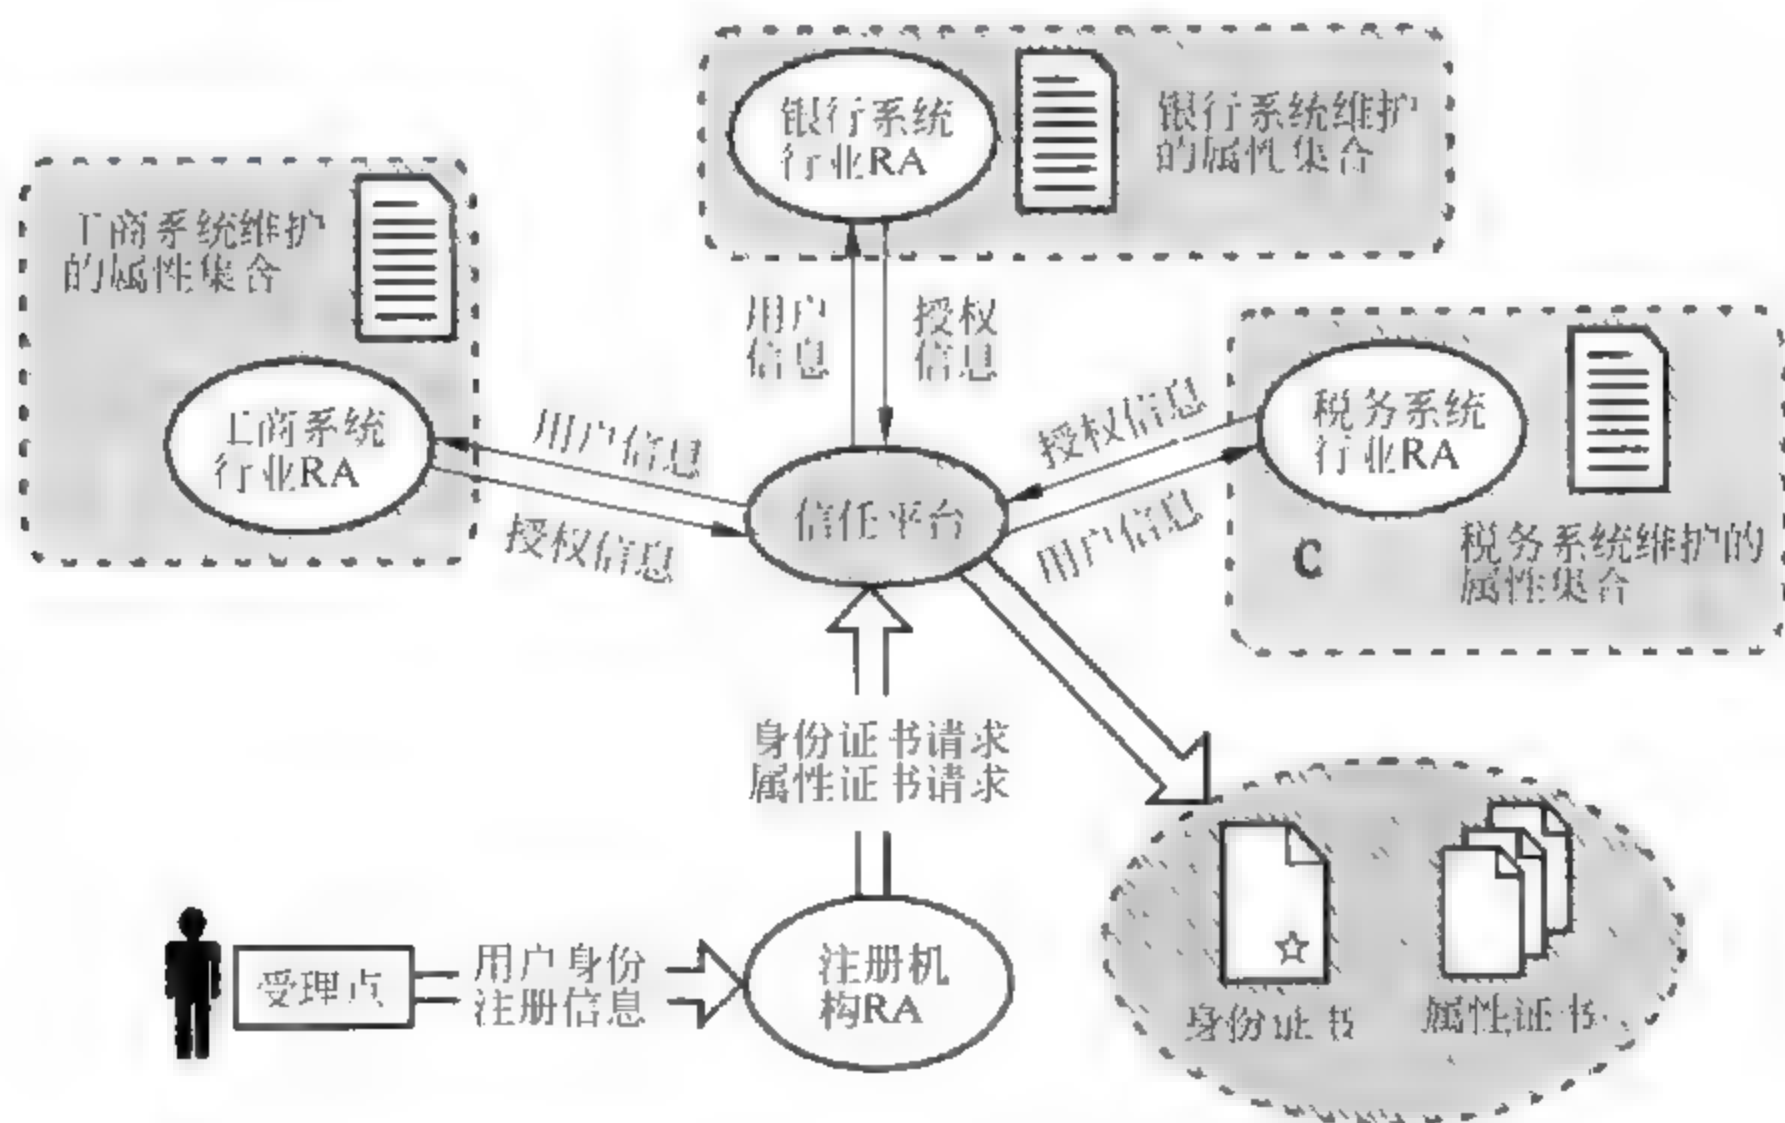 银行系统
行业RA
银行系统维护
的属性集合
工商系统维护
的属性集合
工商系统
行业RA
用户
信息
授权
信息
用户信息
授权信息
信任平台
授权信息
用户信息
税务系统
行业RA
C
税务系统维护的
属性集合
身份证书请求
属性证书请求
受理点
用户身份
注册信息
注册机
构RA
身份证书
属性证书